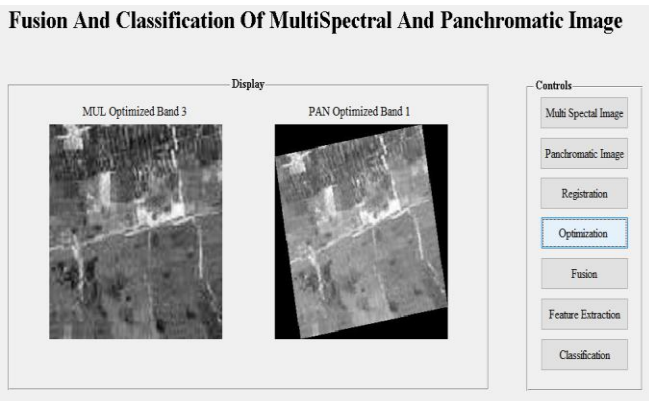 Fusion And Classification Of MultiSpectral And Panchromatic Image
Display
MUL Optimized Band 3
PAN Optimized Band 1
Controls
Multi Spectal Image
Panchromatic Image
Registration
Optimization
Fusion
Feature Extraction
Classification